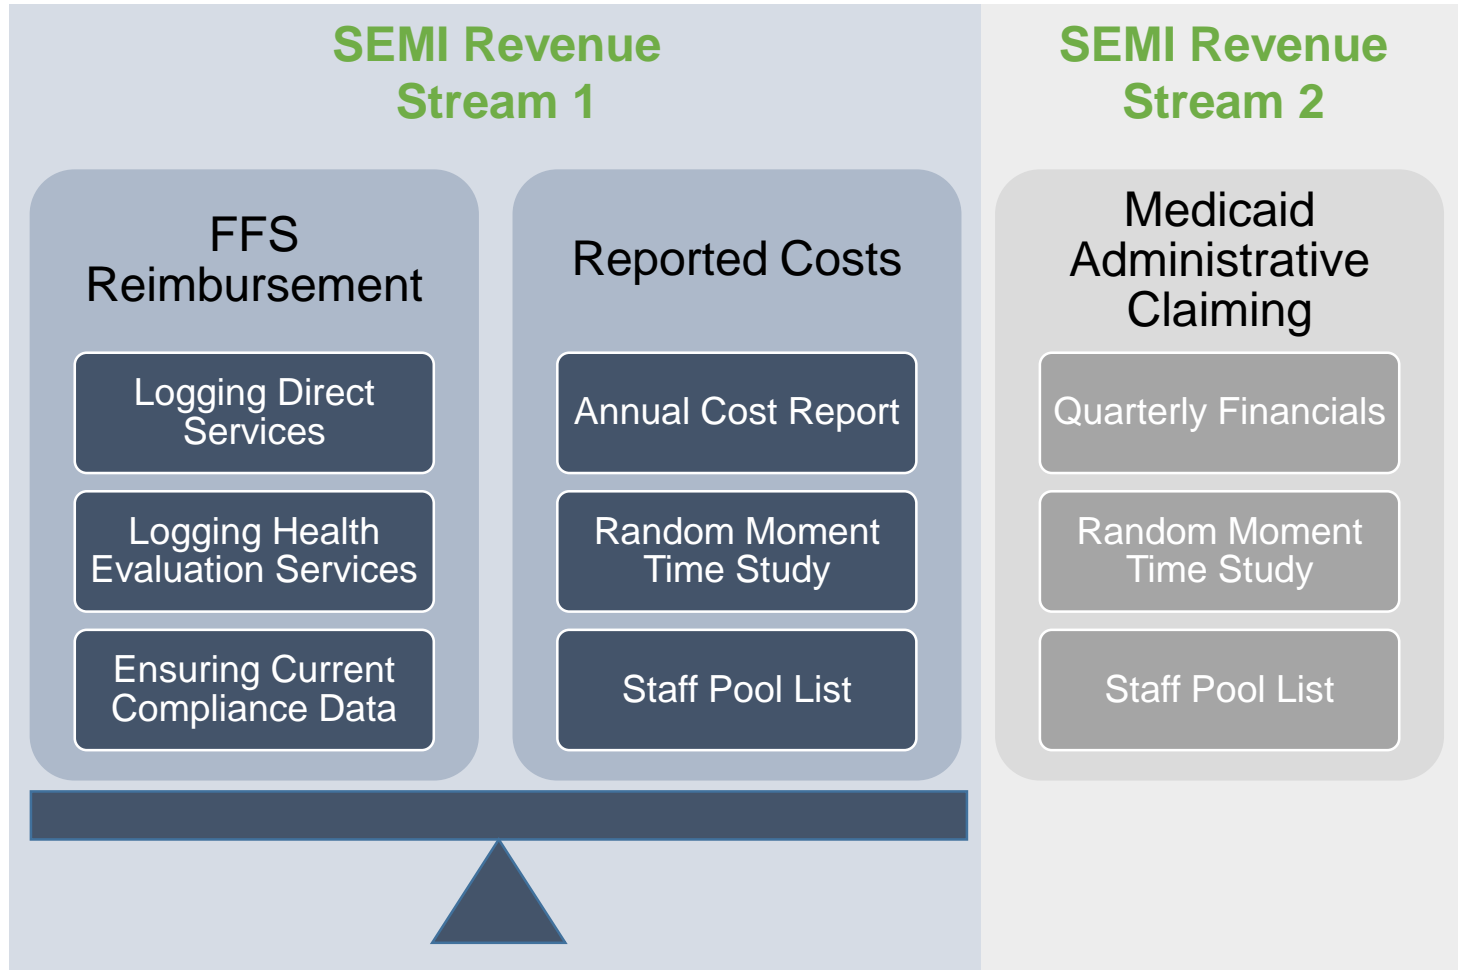 SEMI Revenue
Stream 1
FFS
Reimbursement
Logging Direct
Services
Logging Health
Evaluation Services
Ensuring Current
Compliance Data
Reported Costs
Annual Cost Report
Random Moment
Time Study
Staff Pool List
SEMI Revenue
Stream 2
Medicaid
Administrative
Claiming
Quarterly Financials
Random Moment
Time Study
Staff Pool List